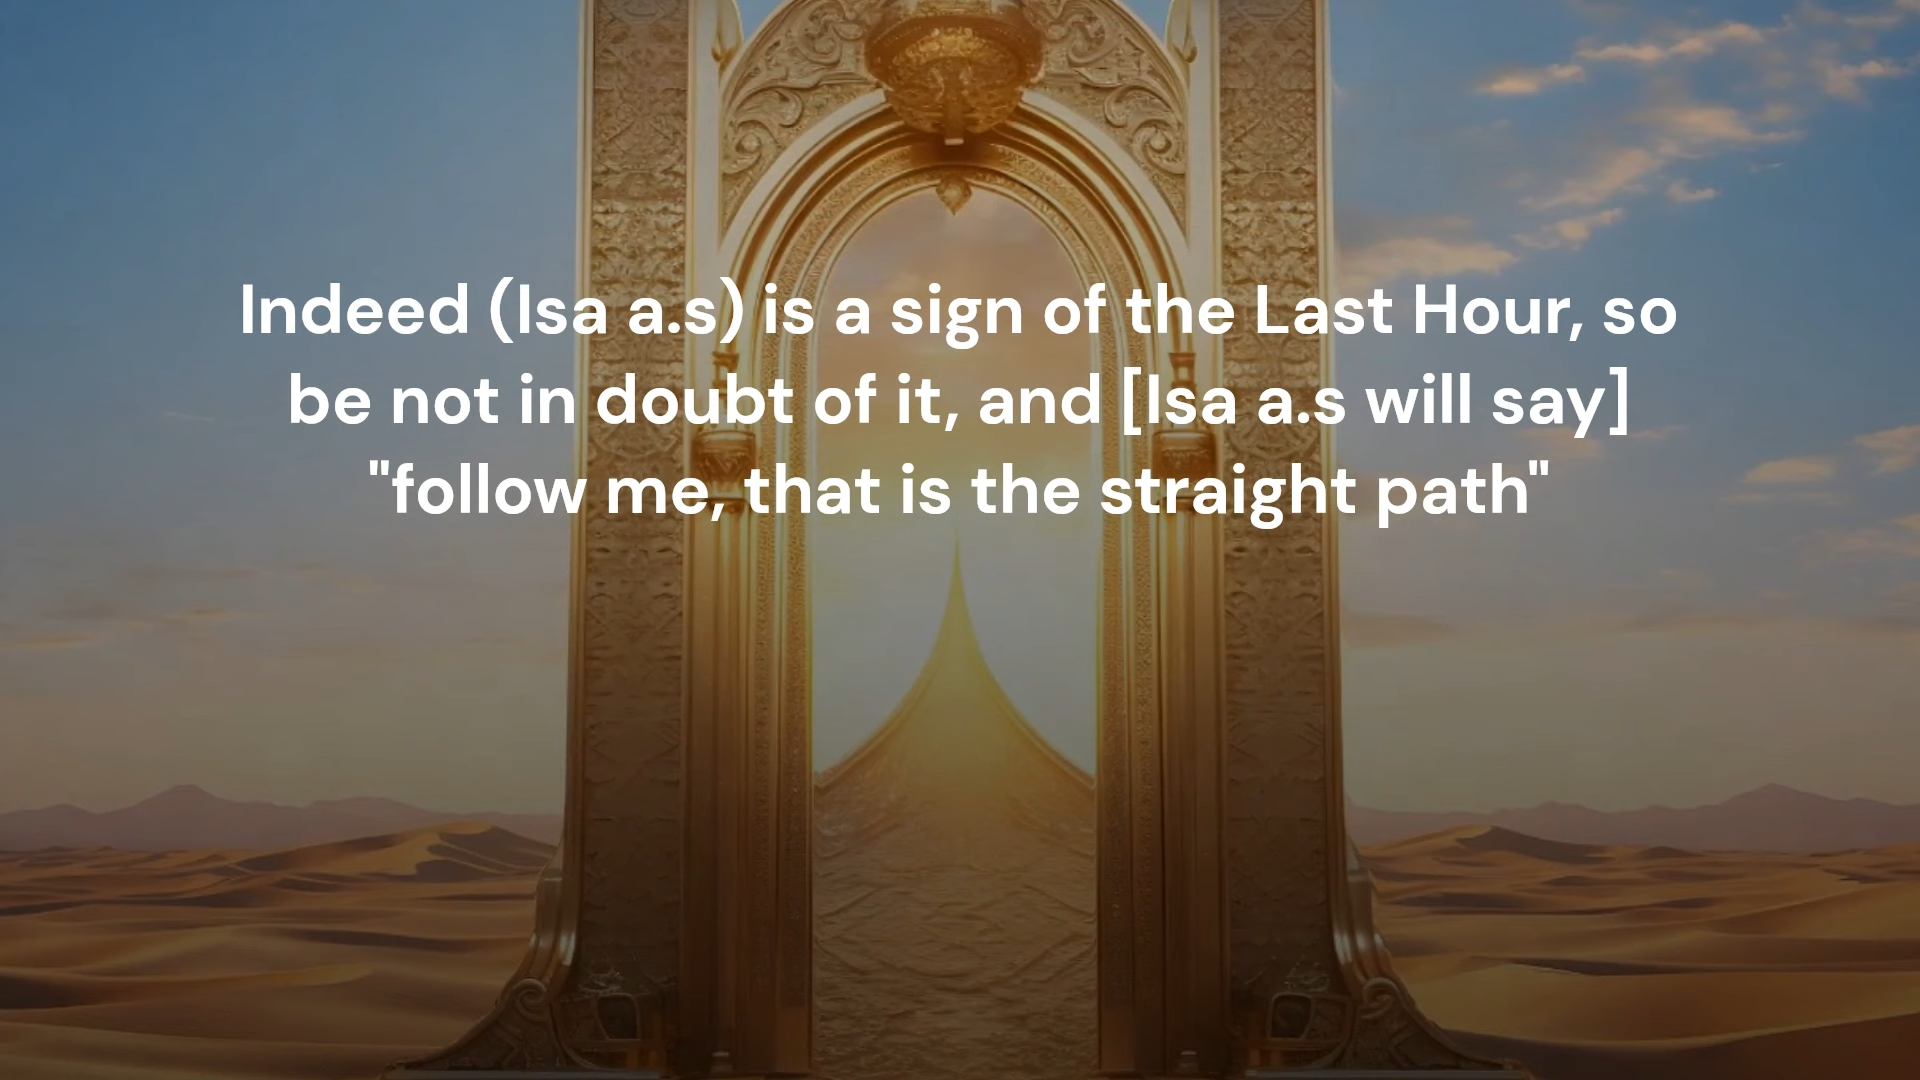 Indeed (Isa a.s) is a sign of the Last Hour, so
be not in doubt of it, and [Isa a.s will say]
"follow me, that is the straight path"